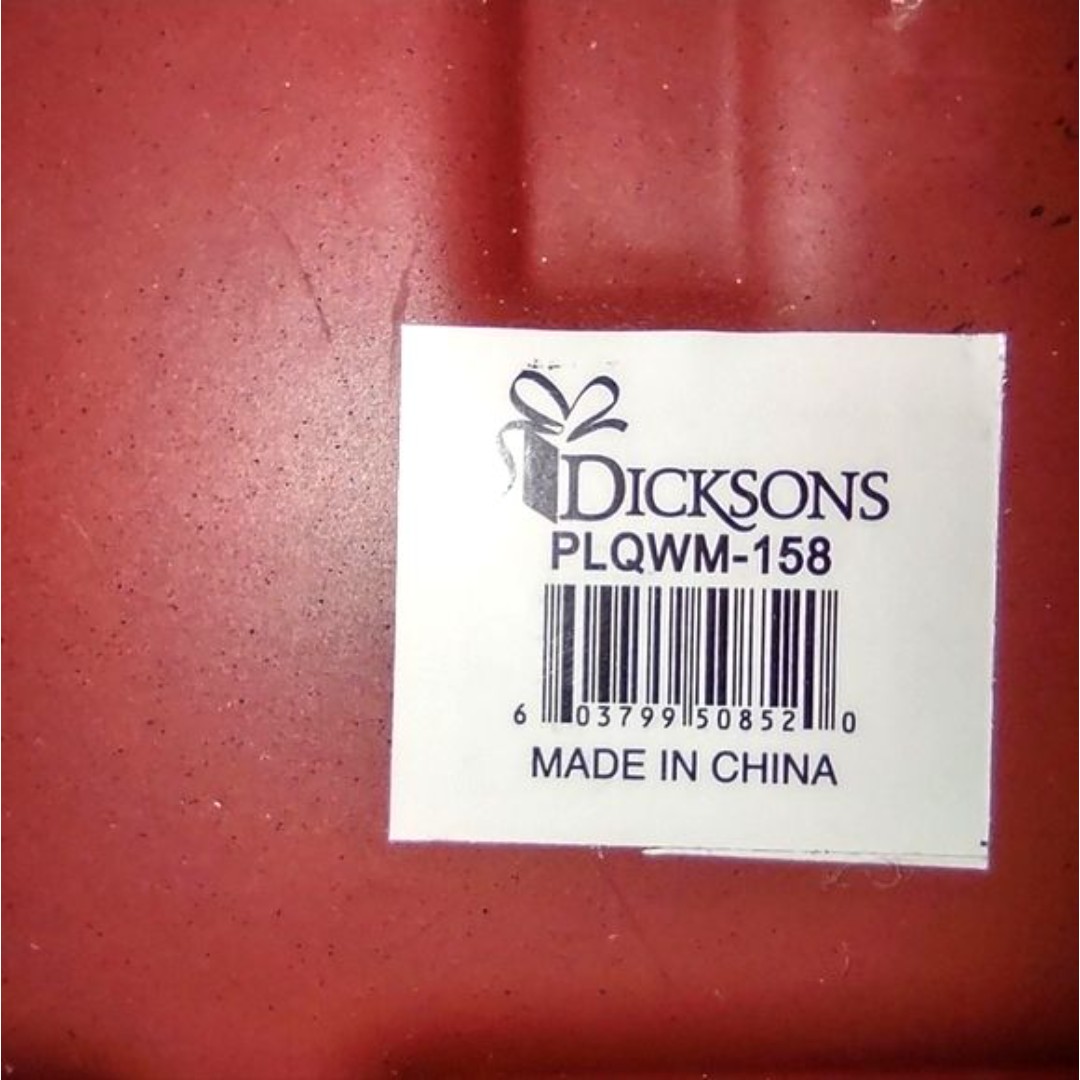 DICKSONS
PLQWM-158
6 03799 50852 0
MADE IN CHINA